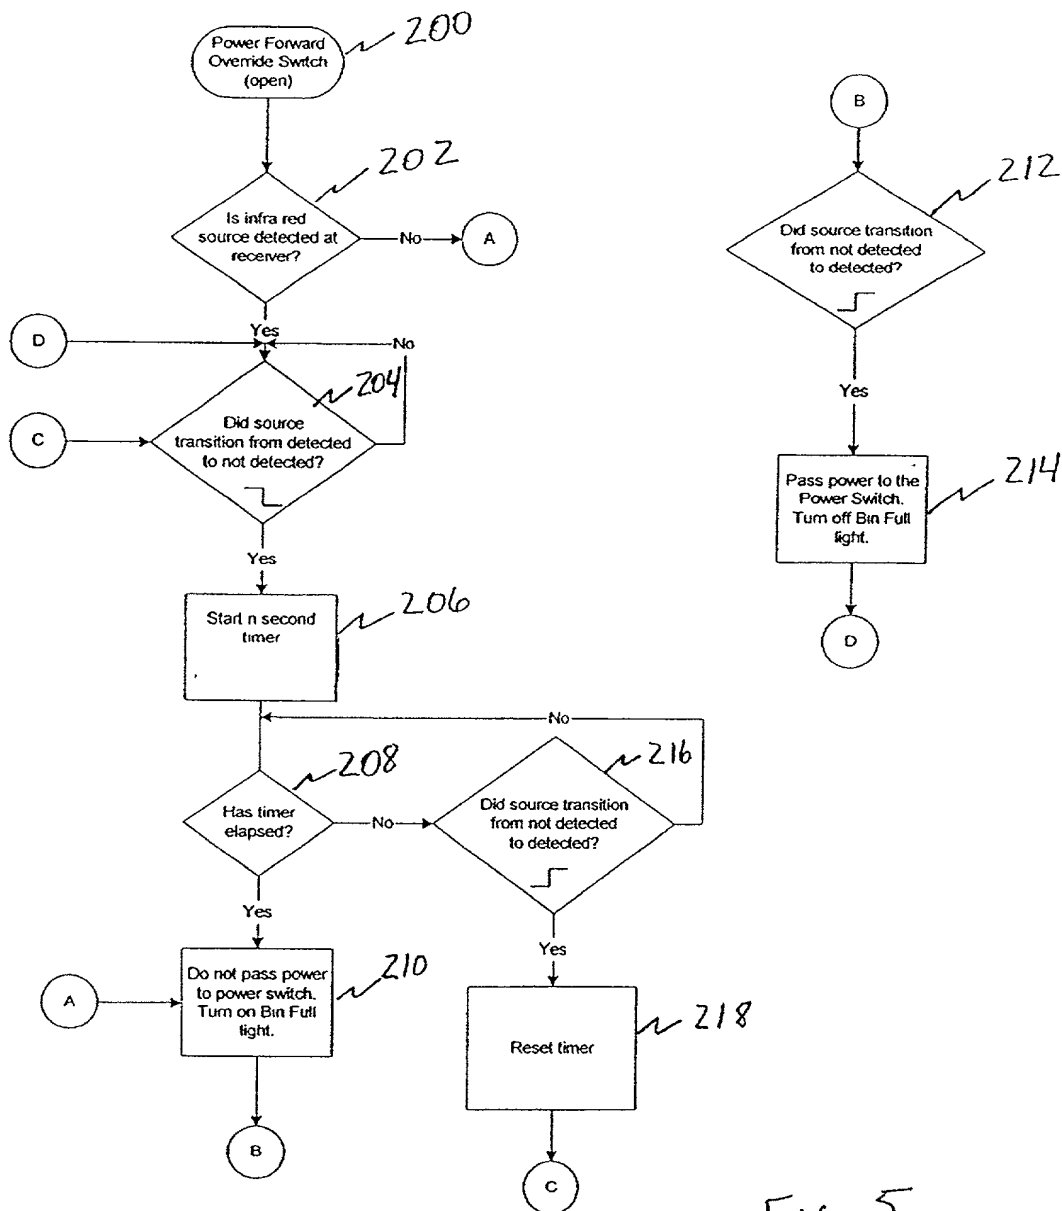 Power Forward
Override Switch
(open)
200
202
Is infra red
source detected at
receiver?
No
A
Yes
D
No
204
C
Did source
transition from detected
to not detected?
Yes
206
Start n second
timer
No
208
Has timer
elapsed?
No
216
Did source transition
from not detected
to detected?
Yes
Yes
A
210
Do not pass power
to power switch.
Turn on Bin Full
light.
218
Reset timer
B
C
B
212
Did source transition
from not detected
to detected?
Yes
214
Pass power to the
Power Switch.
Turn off Bin Full
light.
D
Fig. 5